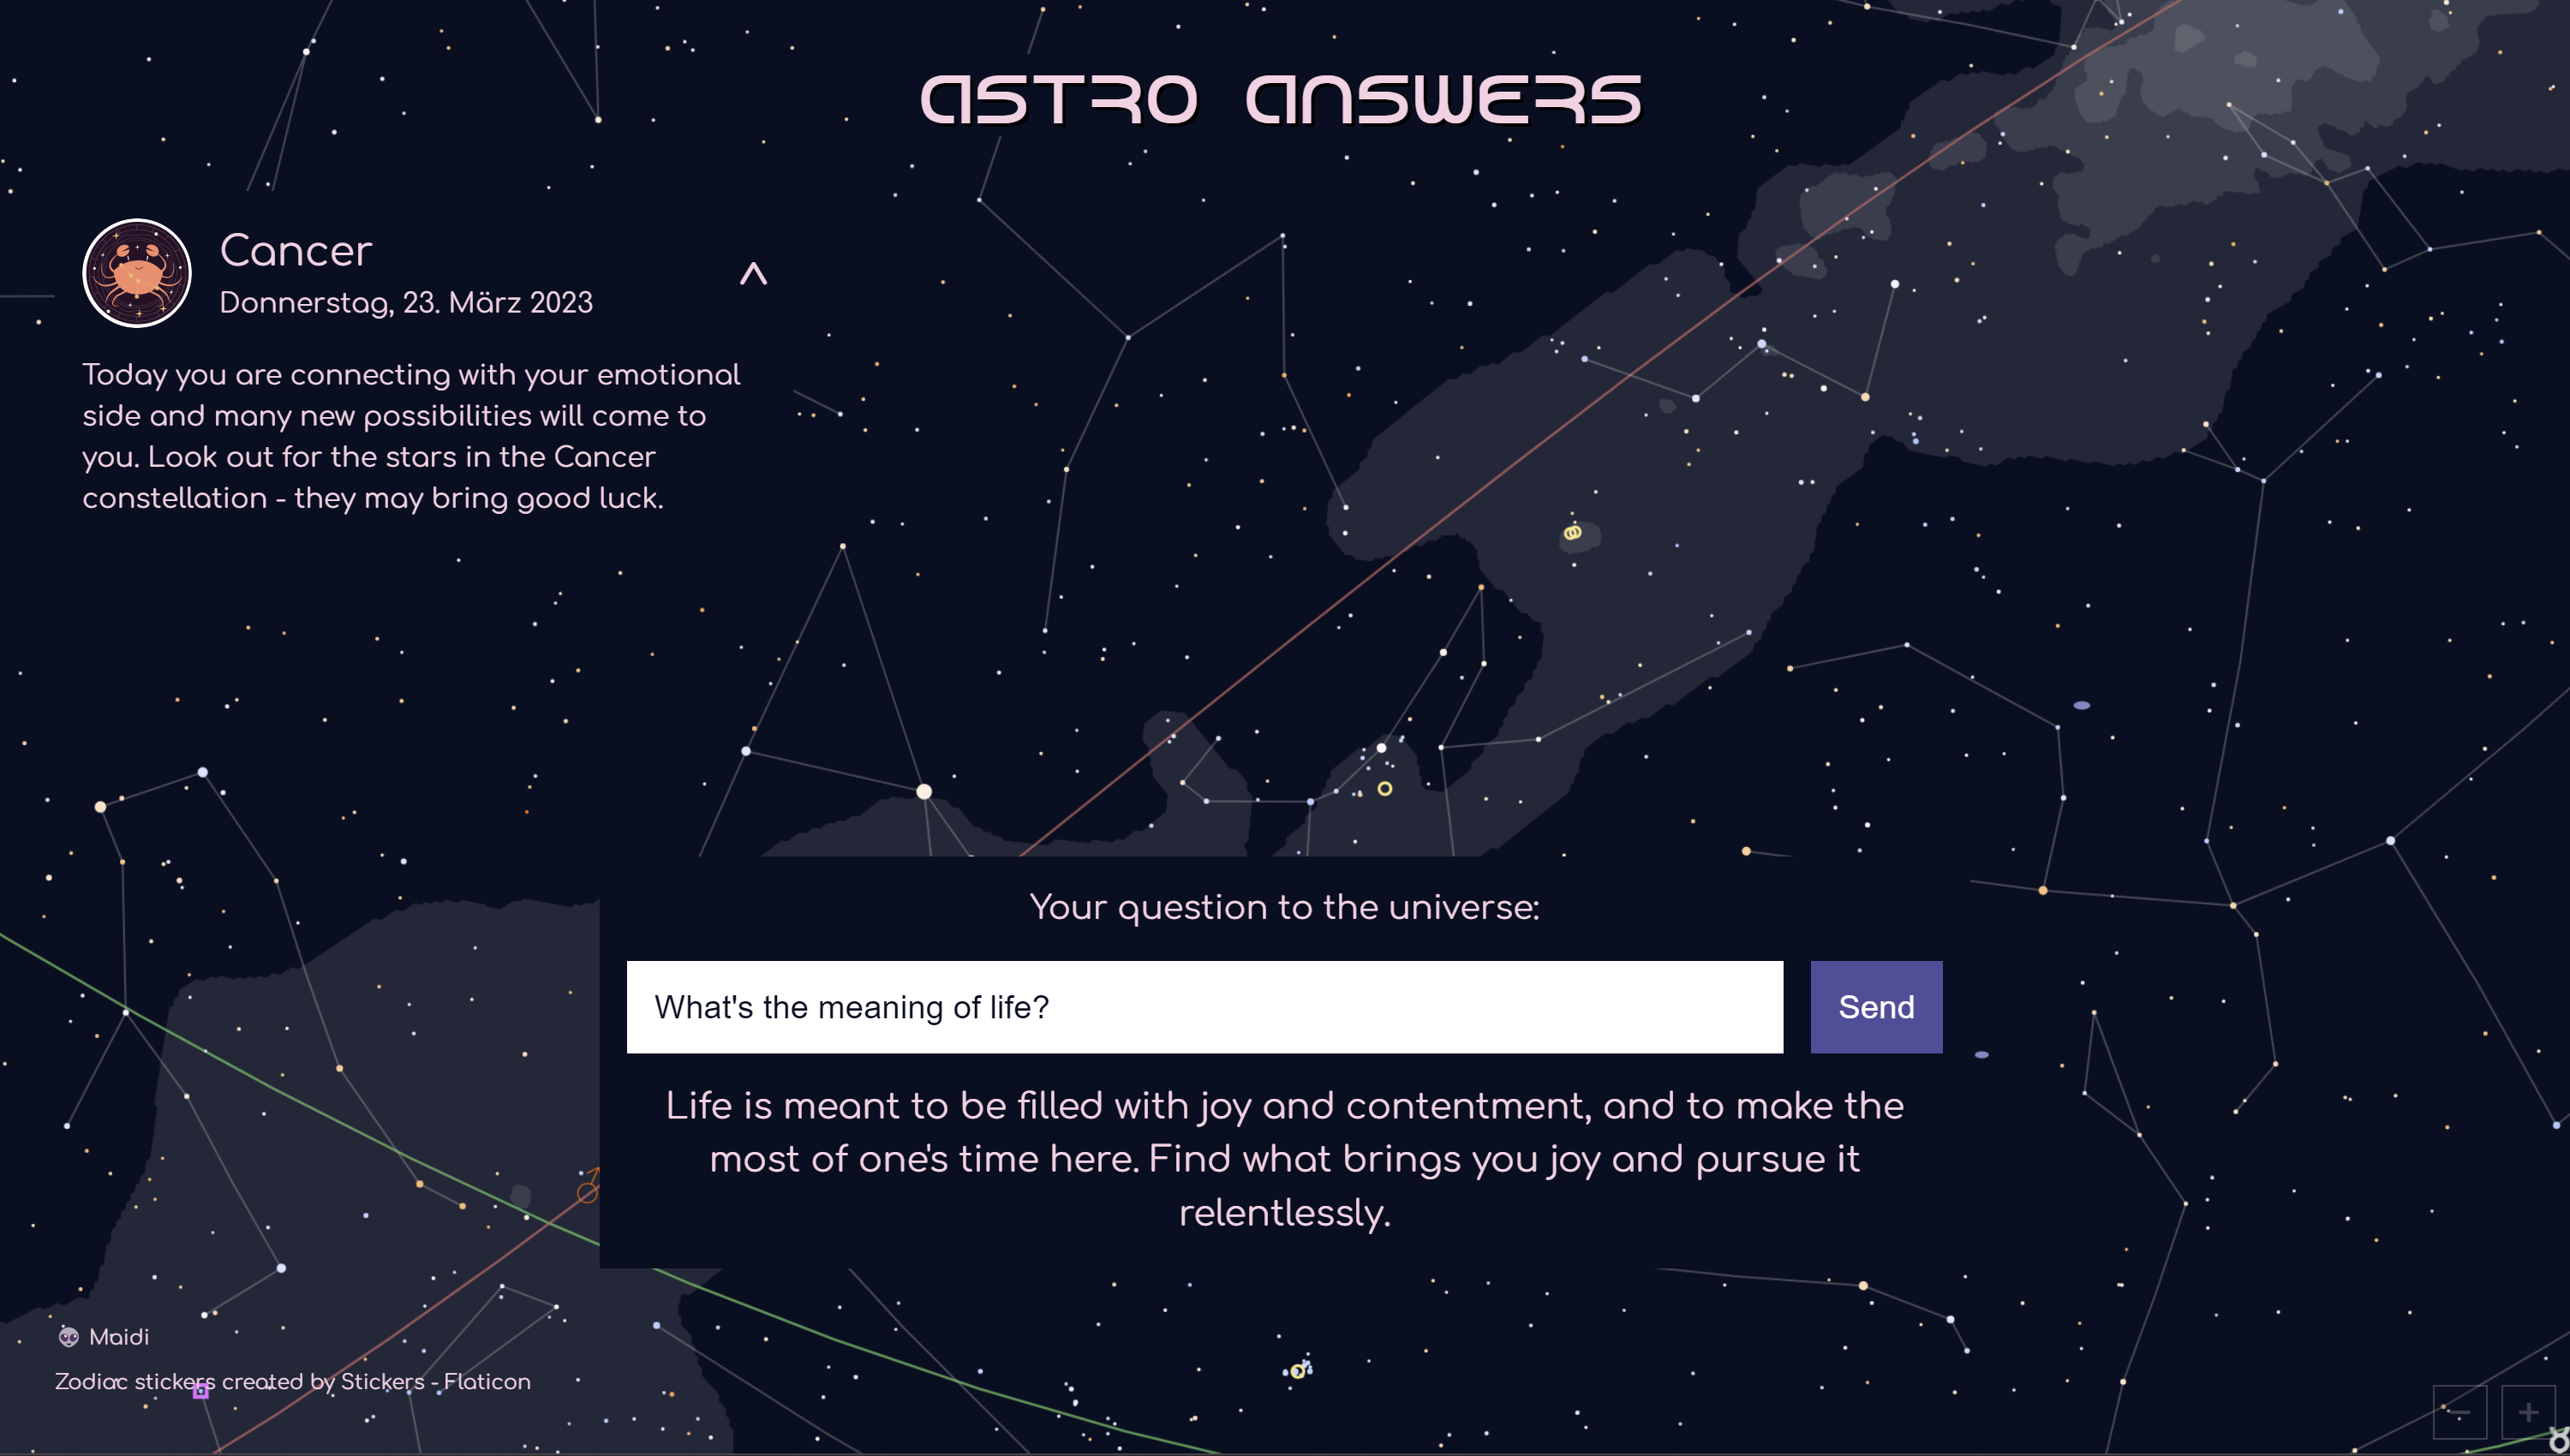 ASTRO ANSWERS
Cancer
Donnerstag, 23. März 2023
Today you are connecting with your emotional
side and many new possibilities will come to
you. Look out for the stars in the Cancer
constellation - they may bring good luck.
Your question to the universe:
What's the meaning of life?
Send
Life is meant to be filled with joy and contentment, and to make the
most of one's time here. Find what brings you joy and pursue it
relentlessly.
👽 Maidi
Zodiac stickers created by Stickers - Flaticon